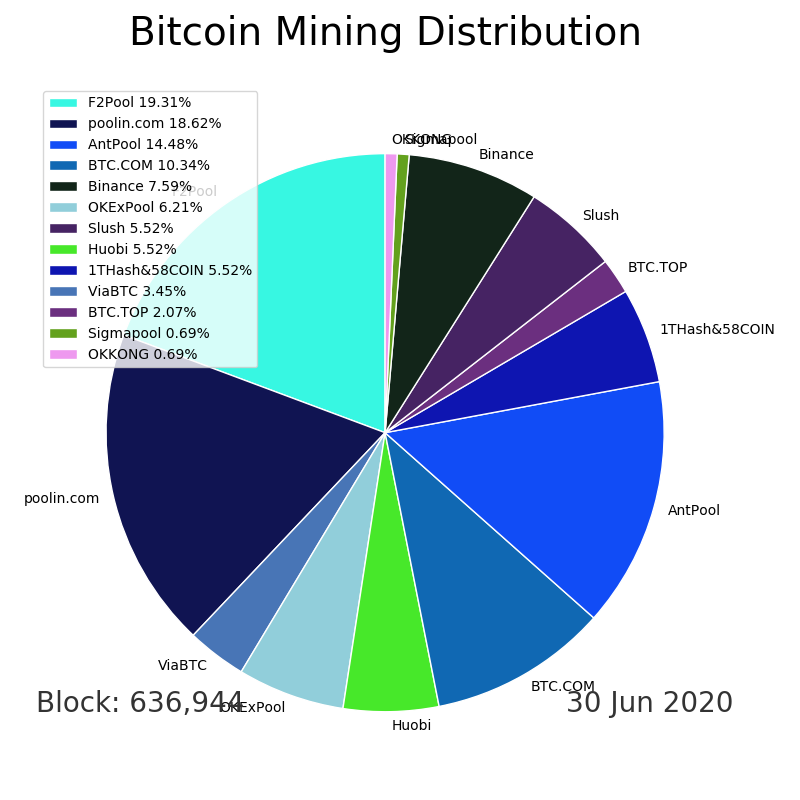 Bitcoin Mining Distribution
F2Pool 19.31%
poolin.com 18.62%
AntPool 14.48%
BTC.COM 10.34%
Binance 7.59%
OKExPool 6.21%
Slush 5.52%
Huobi 5.52%
1THash&58COIN 5.52%
ViaBTC 3.45%
BTC.TOP 2.07%
Sigmapool 0.69%
OKKONG 0.69%
OKKONG
Sigmapool
Binance
F2Pool
Slush
BTC.TOP
1THash&58COIN
poolin.com
AntPool
ViaBTC
BTC.COM
OKExPool
Huobi
Block: 636,944
30 Jun 2020